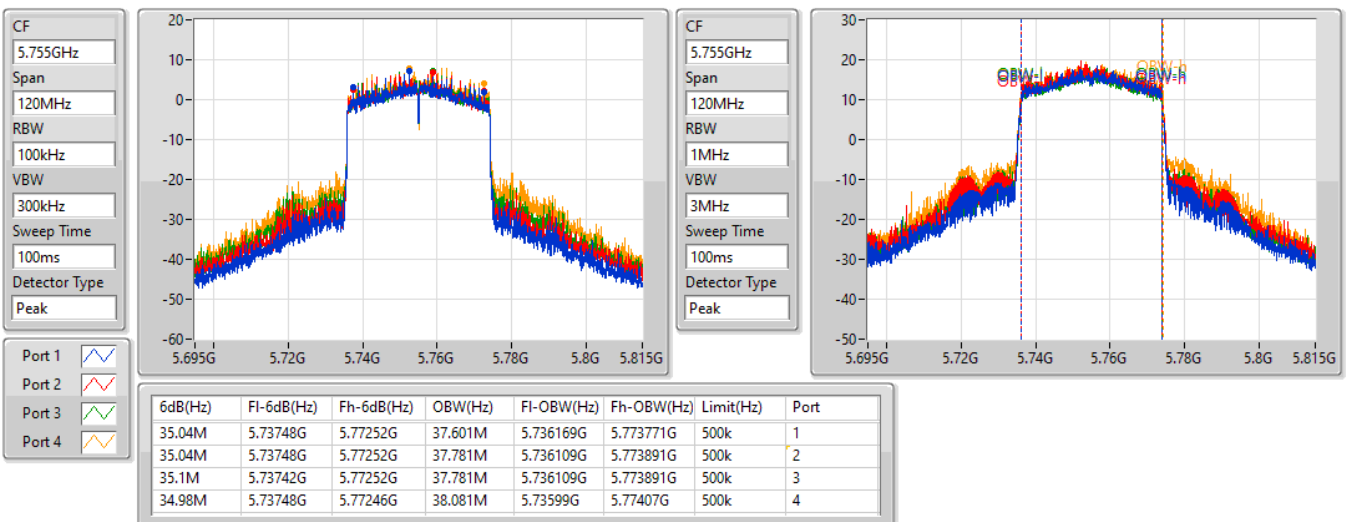 CF
5.755GHz
Span
120MHz
RBW
100kHz
VBW
300kHz
Sweep Time
100ms
Detector Type
Peak
20
10
0
-10
-20
-30
-40
-50
-60
5.695G 5.72G 5.74G 5.76G 5.78G 5.8G 5.815G
CF
5.755GHz
Span
120MHz
RBW
1MHz
VBW
3MHz
Sweep Time
100ms
Detector Type
Peak
30
20
10
0
-10
-20
-30
-40
-50
OBW-h
OBW-h
5.695G 5.72G 5.74G 5.76G 5.78G 5.8G 5.815G
Port 1
Port 2
Port 3
Port 4
6dB(Hz) Fl-6dB(Hz) Fh-6dB(Hz) OBW(Hz) Fl-OBW(Hz) Fh-OBW(Hz) Limit(Hz) Port
35.04M 5.73748G 5.77252G 37.601M 5.736169G 5.773771G 500k 1
35.04M 5.73748G 5.77252G 37.781M 5.736109G 5.773891G 500k 2
35.1M 5.73742G 5.77252G 37.781M 5.736109G 5.773891G 500k 3
34.98M 5.73748G 5.77246G 38.081M 5.73599G 5.77407G 500k 4